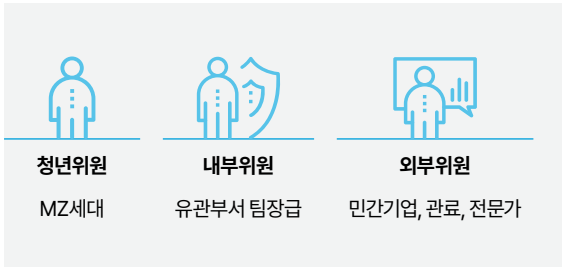 청년위원
MZ세대
내부위원
유관부서 팀장급
외부위원
민간기업, 관료, 전문가